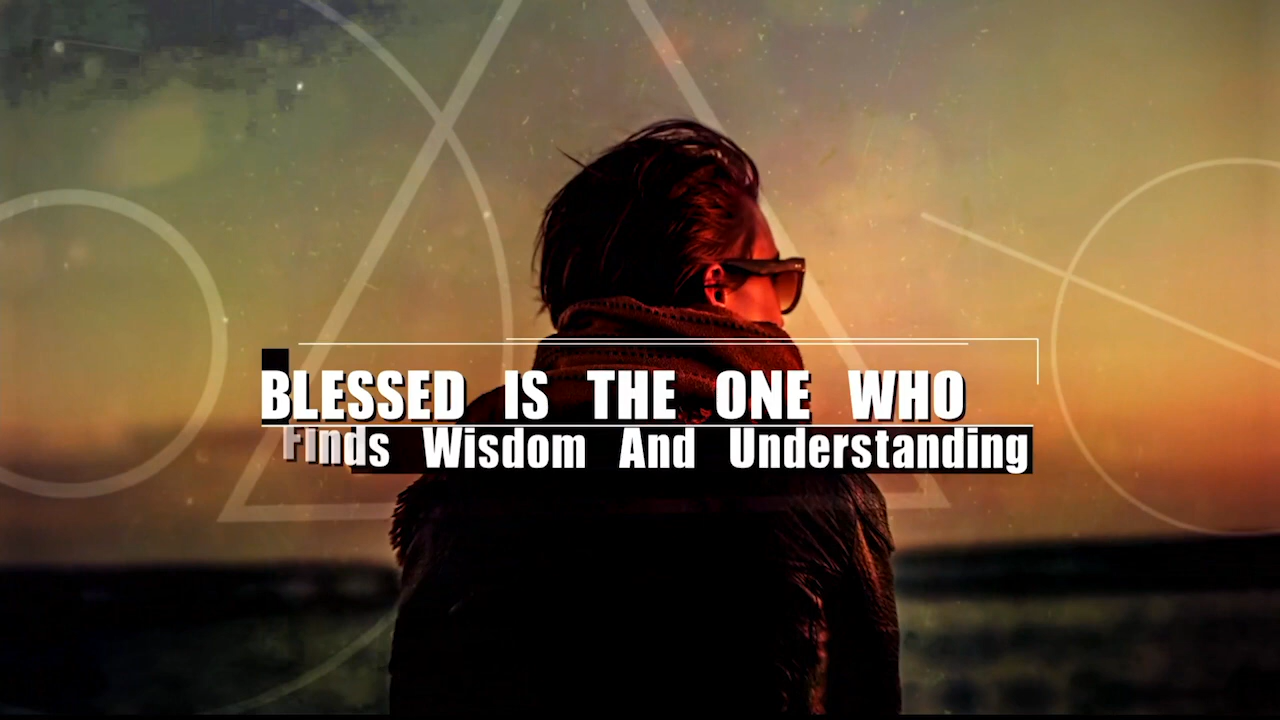 BLESSED IS THE ONE WHO
Finds Wisdom And Understanding